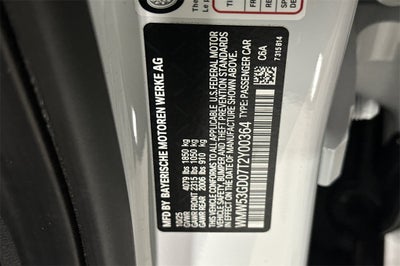 MFD BY BAYERISCHE MOTOREN WERKE AG
10/25
GVWR 4079 lbs 1850 kg
GAWR FRONT 2315 lbs 1050 kg
GAWR REAR 2006 lbs 910 kg
THIS VEHICLE CONFORMS TO ALL APPLICABLE U.S. FEDERAL MOTOR
VEHICLE SAFETY, BUMPER AND THEFT PREVENTION STANDARDS
IN EFFECT ON THE DATE OF MANUFACTURE SHOWN ABOVE.
WMW53GD07T2Y00364 TYPE: PASSENGER CAR
C6A
7315814